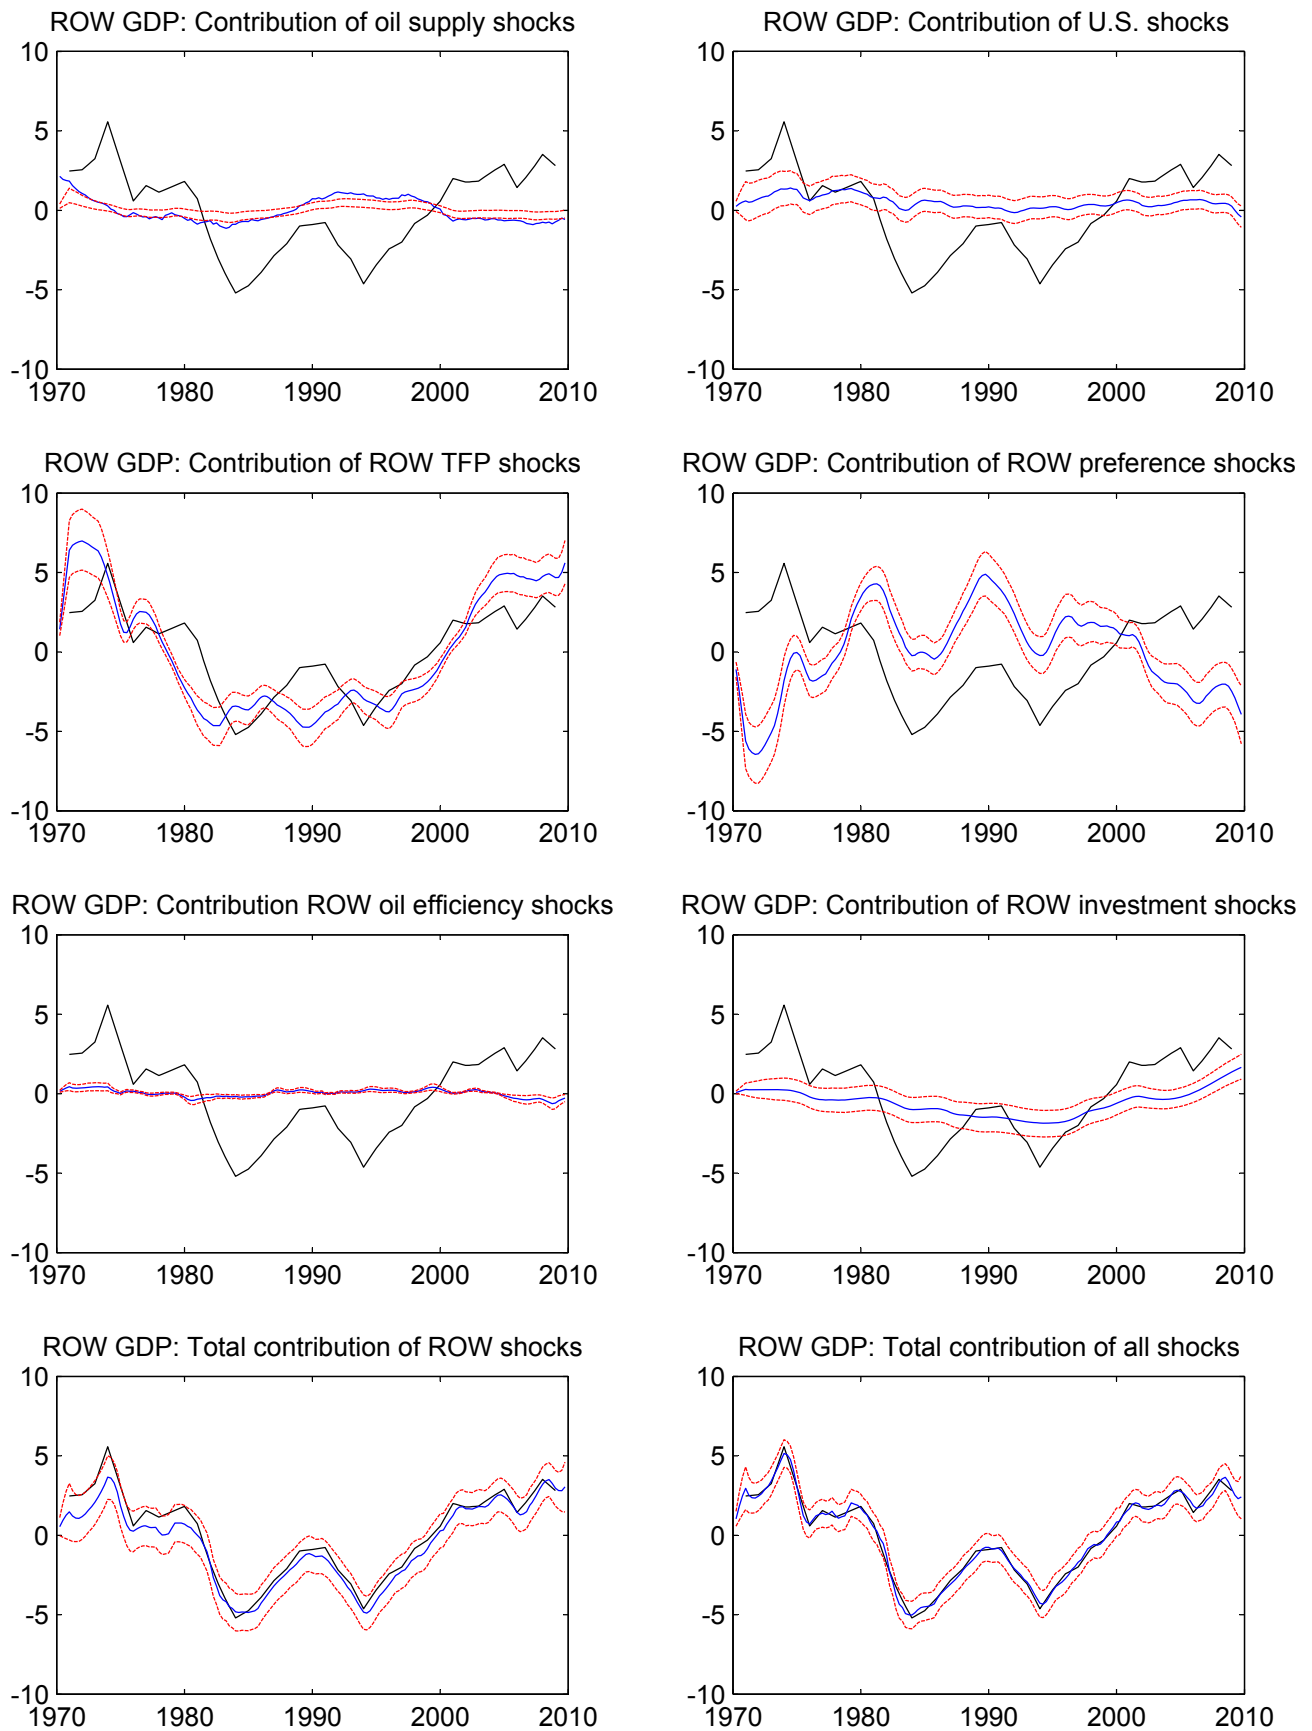 ROW GDP: Contribution of oil supply shocks
10
5
0
-5
-10
1970 1980 1990 2000 2010
ROW GDP: Contribution of U.S. shocks
10
5
0
-5
-10
1970 1980 1990 2000 2010
ROW GDP: Contribution of ROW TFP shocks
10
5
0
-5
-10
1970 1980 1990 2000 2010
ROW GDP: Contribution of ROW preference shocks
10
5
0
-5
-10
1970 1980 1990 2000 2010
ROW GDP: Contribution ROW oil efficiency shocks
10
5
0
-5
-10
1970 1980 1990 2000 2010
ROW GDP: Contribution of ROW investment shocks
10
5
0
-5
-10
1970 1980 1990 2000 2010
ROW GDP: Total contribution of ROW shocks
10
5
0
-5
-10
1970 1980 1990 2000 2010
ROW GDP: Total contribution of all shocks
10
5
0
-5
-10
1970 1980 1990 2000 2010